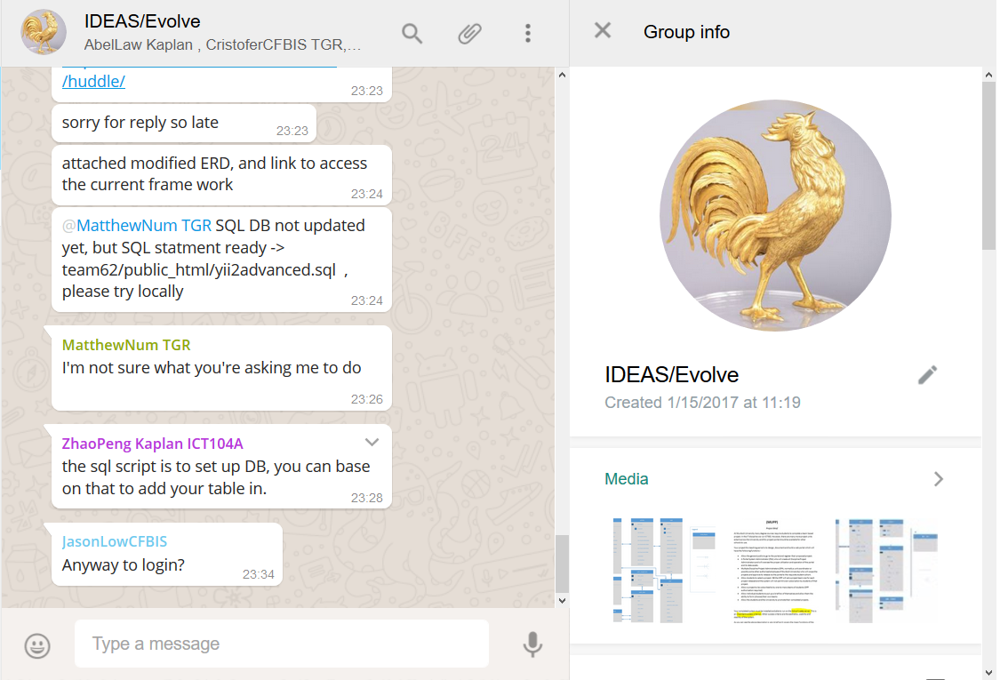 IDEAS/Evolve
AbelLaw Kaplan , CristoferCFBIS TGR,...
/huddle/
23:23
sorry for reply so late
23:23
attached modified ERD, and link to access
the current frame work
23:24
@MatthewNum TGR SQL DB not updated
yet, but SQL statment ready ->
team62/public_html/yii2advanced.sql ,
please try locally
23:24
MatthewNum TGR
I'm not sure what you're asking me to do
23:26
ZhaoPeng Kaplan ICT104A
the sql script is to set up DB, you can base
on that to add your table in.
23:28
JasonLowCFBIS
Anyway to login?
23:34
Type a message
Group info
IDEAS/Evolve
Created 1/15/2017 at 11:19
Media